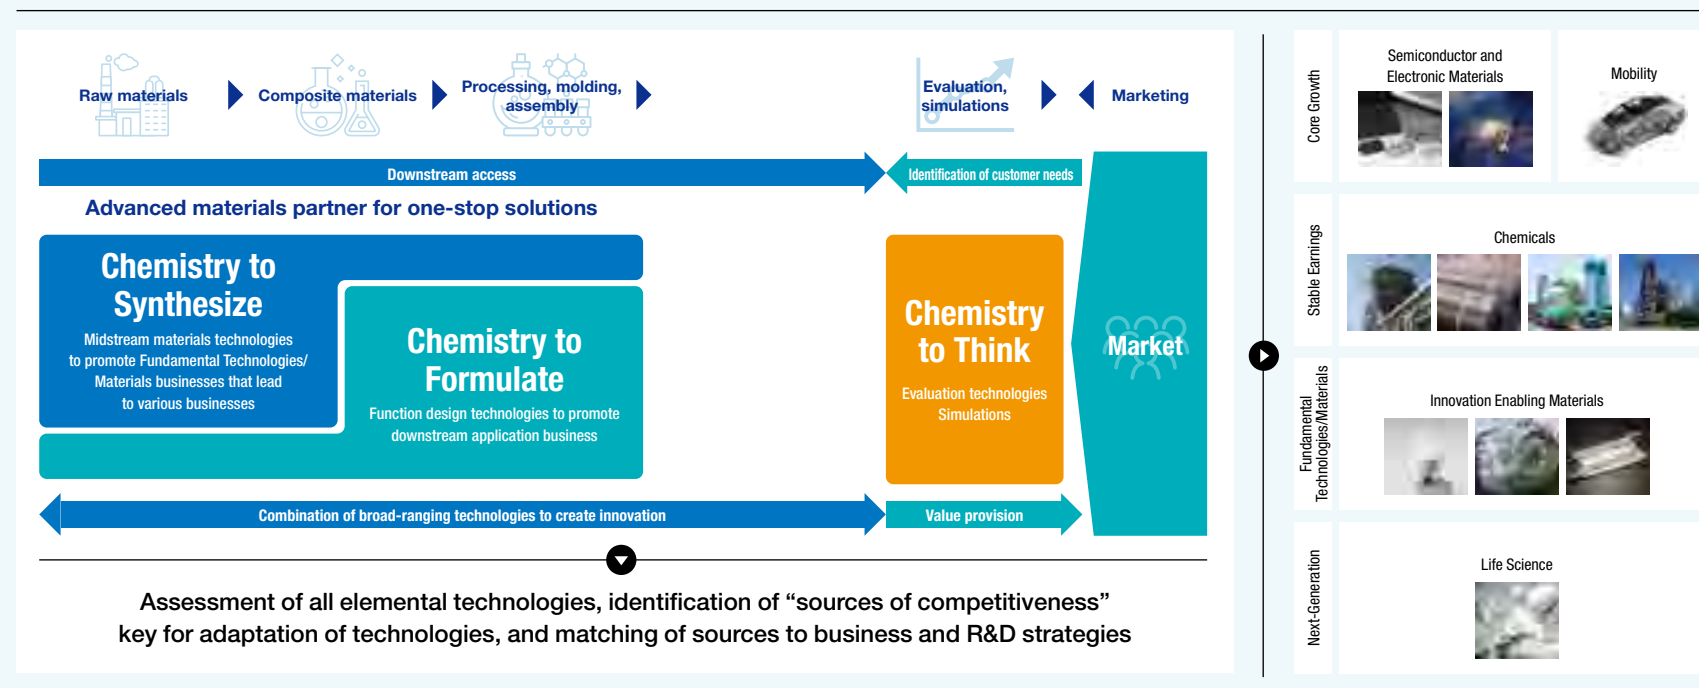 Raw materials
Composite materials
Processing, molding,
assembly
Evaluation,
simulations
Marketing
Downstream access
Identification of customer needs
Advanced materials partner for one-stop solutions
Chemistry to
Synthesize
Midstream materials technologies
to promote Fundamental Technologies/
Materials businesses that lead
to various businesses
Chemistry to
Formulate
Function design technologies to promote
downstream application business
Chemistry
to Think
Evaluation technologies
Simulations
Market
Combination of broad-ranging technologies to create innovation
Value provision
Assessment of all elemental technologies, identification of “sources of competitiveness”
key for adaptation of technologies, and matching of sources to business and R&D strategies
Core Growth
Semiconductor and
Electronic Materials
Mobility
Stable Earnings
Chemicals
Fundamental
Technologies/Materials
Innovation Enabling Materials
Next-Generation
Life Science